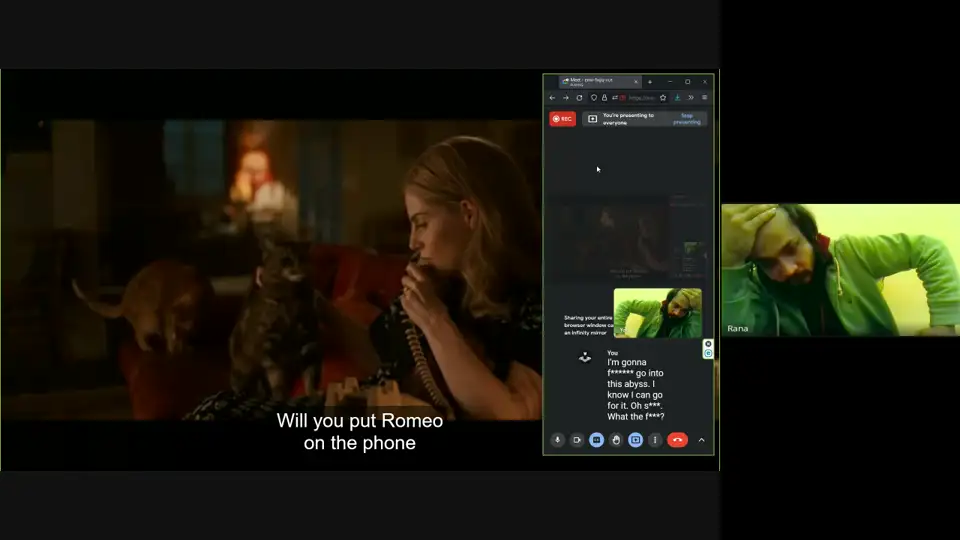 Will you put Romeo
on the phone
REC
You're presenting to
everyone
Stop
presenting
Sharing your entire
browser window
an infinity mirror
You
I'm gonna
f****** go into
this abyss. I
know I can go
for it. Oh s***.
What the f***?
Rana